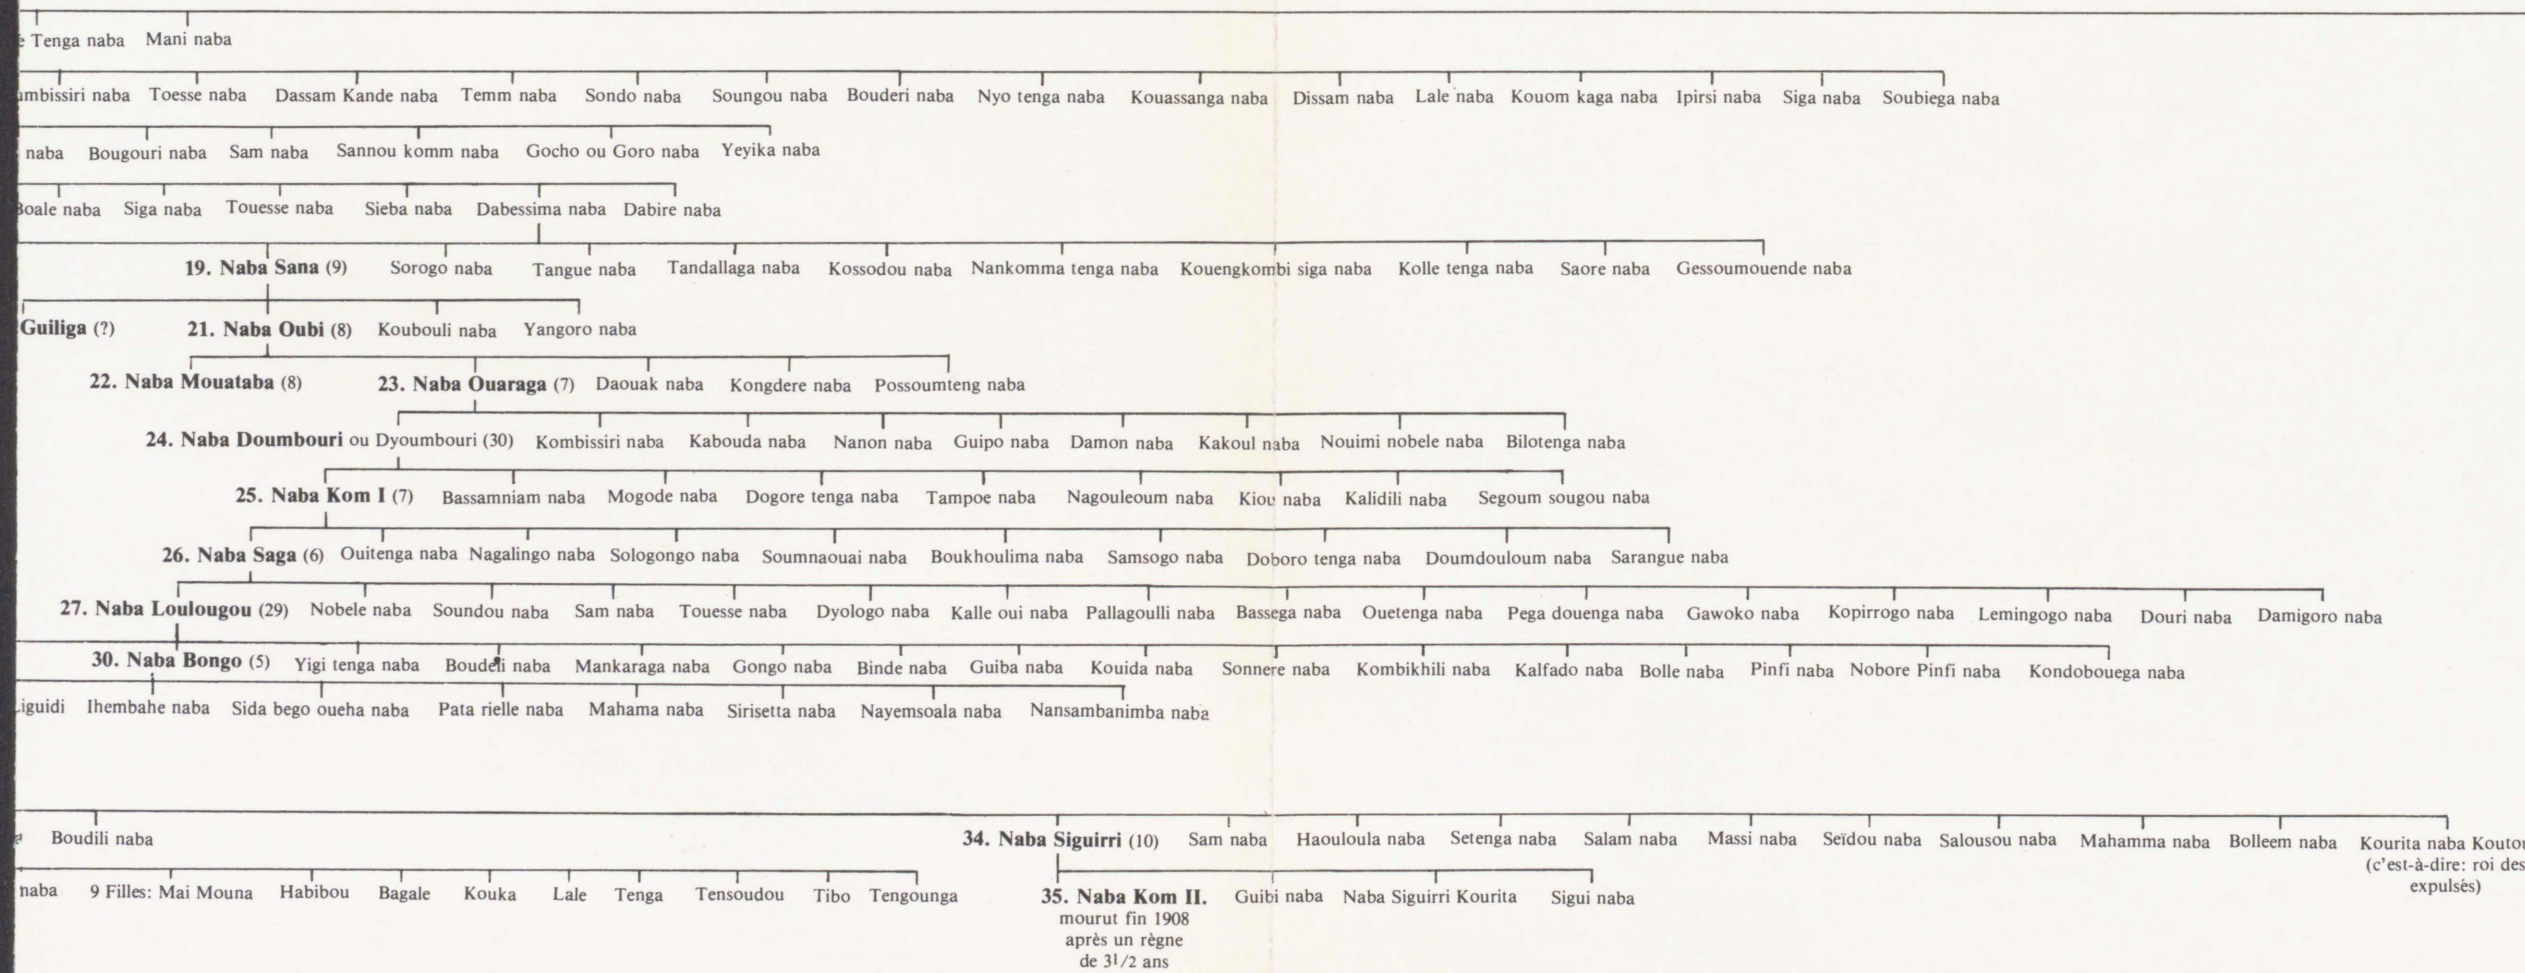 Tenga naba Mani naba
naba Toesse naba Dassam Kande naba Temm naba Sondo naba Soungou naba Bouderi naba Nyo tenga naba Kouassanga naba Dissam naba Lale naba Kouom kaga naba Ipirsi naba Siga naba Soubiega naba
naba Bougouri naba Sam naba Sannou komm naba Gocho ou Goro naba Yeyika naba
naba Siga naba Touesse naba Sieba naba Dabessima naba Dabire naba
19. Naba Sana (9) Sorogo naba Tangue naba Tandallaga naba Kossodou naba Nankomma tenga naba Kouengkombi siga naba Kolle tenga naba Saore naba Gessoumouende naba
Guiliga (?) 21. Naba Oubi (8) Koubouli naba Yangoro naba
22. Naba Mouataba (8) 23. Naba Ouaraga (7) Daouak naba Kongdere naba Possoumteng naba
24. Naba Doumbouri ou Dyoumbouri (30) Kombissiri naba Kabouda naba Nanon naba Guipo naba Damon naba Kakoul naba Nouimi nobele naba Bilotenga naba
25. Naba Kom I (7) Bassamniam naba Mogode naba Dogore tenga naba Tampoe naba Nagouleoum naba Kiou naba Kalidili naba Segoum sougou naba
26. Naba Saga (6) Ouitenga naba Nagalingo naba Sologongo naba Soumnaouai naba Boukhoulima naba Samsogo naba Doboro tenga naba Doumdouloum naba Sarangue naba
27. Naba Loulougou (29) Nobele naba Soundou naba Sam naba Touesse naba Dyologo naba Kalle oui naba Pallagoulli naba Bassega naba Ouetenga naba Pega douenga naba Gawoko naba Kopirrogo naba Lemingogo naba Douri naba Damigoro naba
30. Naba Bongo (5) Yigi tenga naba Boudeli naba Mankaraga naba Gongo naba Binde naba Guiba naba Kouida naba Sonnere naba Kombikhili naba Kalfado naba Bolle naba Pinfi naba Nobore Pinfi naba Kondobouega naba
Ihembahe naba Sida bego oueha naba Pata rielle naba Mahama naba Sirisetta naba Nayemsoala naba Nansambanimba naba
Boudili naba 34. Naba Siguirri (10) Sam naba Haouloula naba Setenga naba Salam naba Massi naba Seïdou naba Salousou naba Mahamma naba Bolleem naba Kourita naba
(c'est-à-dire: roi des
expulsés)
naba 9 Filles: Mai Mouna Habibou Bagale Kouka Lale Tenga Tensoudou Tibo Tengounga 35. Naba Kom II. Guibi naba Naba Siguirri Kourita Sigui naba
mourut fin 1908
après un règne
de 3 1/2 ans